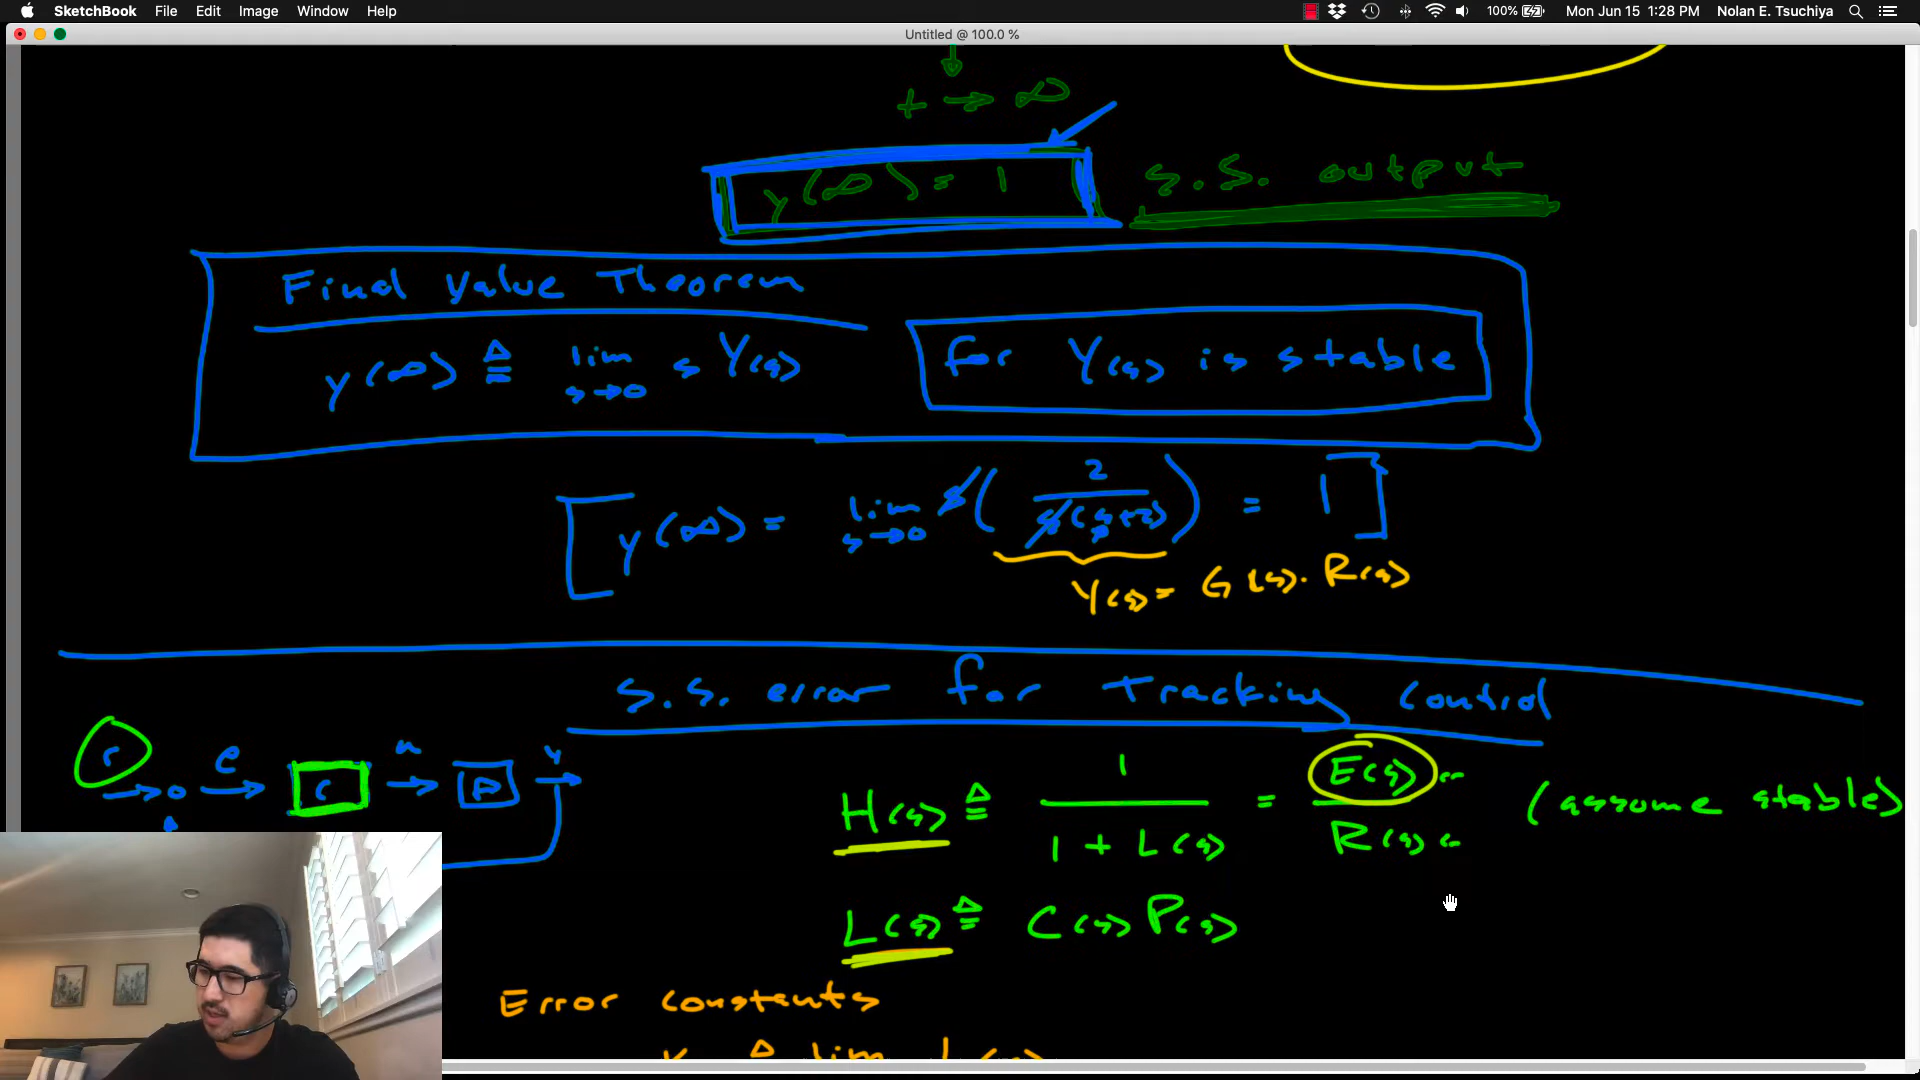 SketchBook File Edit Image Window Help 100% Mon Jun 15 1:28 PM Nolan E. Tsuchiya
Untitled @ 100.0 %
t → ∞
y(∞) = 1 s.s. output
Final Value Theorem
y(∞) ≜ lim s→0 s Y(s) for Y(s) is stable
[ y(∞) = lim s→0 s ( 2 / s(s+2) ) = 1 ]
Y(s) = G(s) · R(s)
s.s. error for Tracking Control
r e C u P y
H(s) ≜ 1 / 1 + L(s) = E(s) / R(s) (assume stable)
L(s) ≜ C(s) P(s)
Error constants
lim